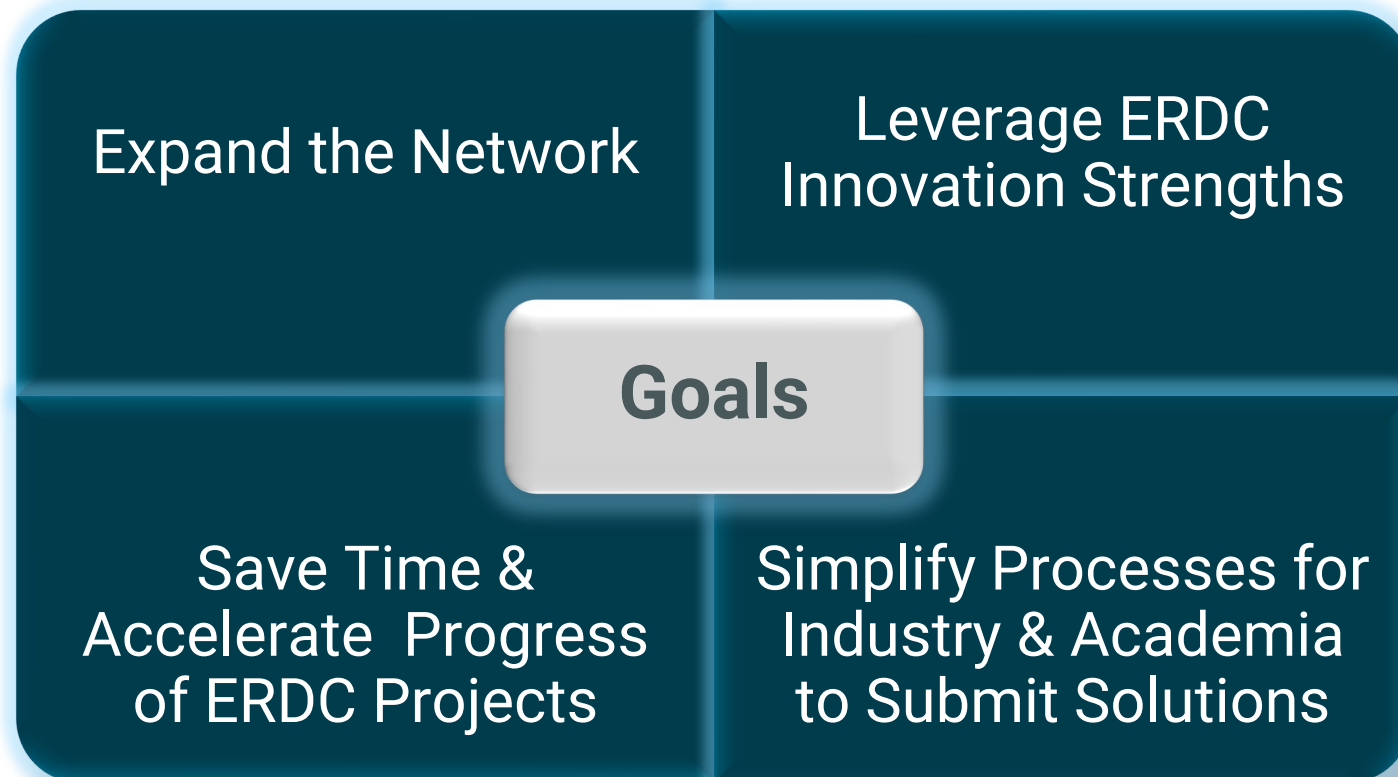 Expand the Network
Leverage ERDC
Innovation Strengths
Goals
Save Time &
Accelerate  Progress
of ERDC Projects
Simplify Processes for
Industry & Academia
to Submit Solutions